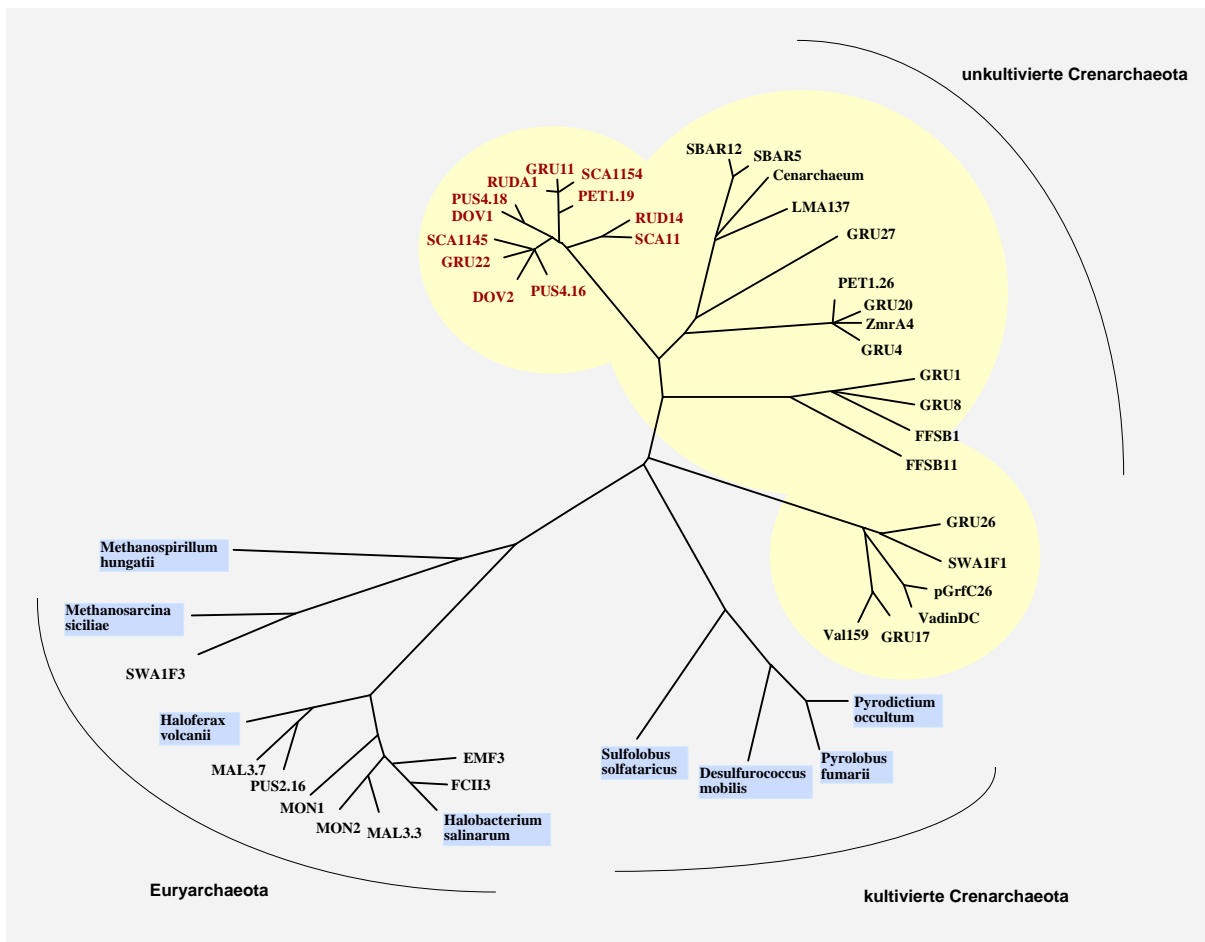 unkultivierte Crenarchaeota
SBAR12
SBAR5
Cenarchaeum
LMA137
GRU27
GRU11
SCA1154
RUDA1
PET1.19
PUS4.18
DOV1
RUD14
SCA11
SCA1145
GRU22
DOV2
PUS4.16
PET1.26
GRU20
ZmrA4
GRU4
GRU1
GRU8
FFSB1
FFSB11
GRU26
SWA1F1
pGrfC26
VadinDC
GRU17
Val159
Methanospirillum
hungatii
Methanosarcina
siciliae
SWA1F3
Haloferax
volcanii
MAL3.7
PUS2.16
MON1
MON2
MAL3.3
EMF3
FCII3
Halobacterium
salinarum
Sulfolobus
solfataricus
Desulfurococcus
mobilis
Pyrolobus
fumarii
Pyrodictium
occultum
Euryarchaeota
kultivierte Crenarchaeota